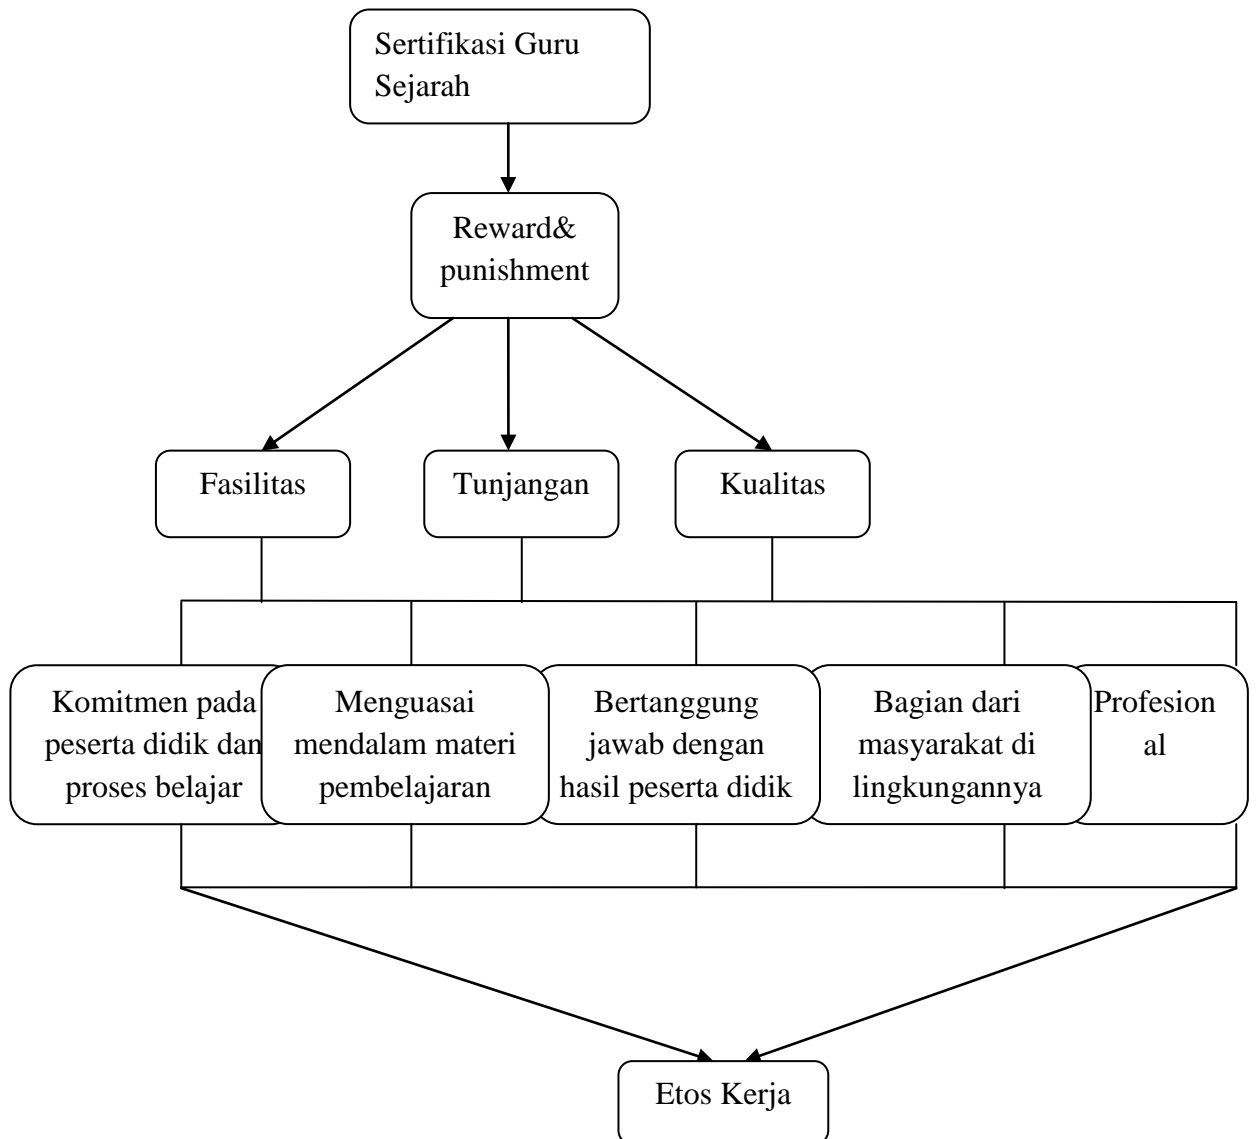 Sertifikasi Guru
Sejarah
Reward&
punishment
Fasilitas
Tunjangan
Kualitas
Komitmen pada
peserta didik dan
proses belajar
Menguasai
mendalam materi
pembelajaran
Bertanggung
jawab dengan
hasil peserta didik
Bagian dari
masyarakat di
lingkungannya
Profesion
al
Etos Kerja